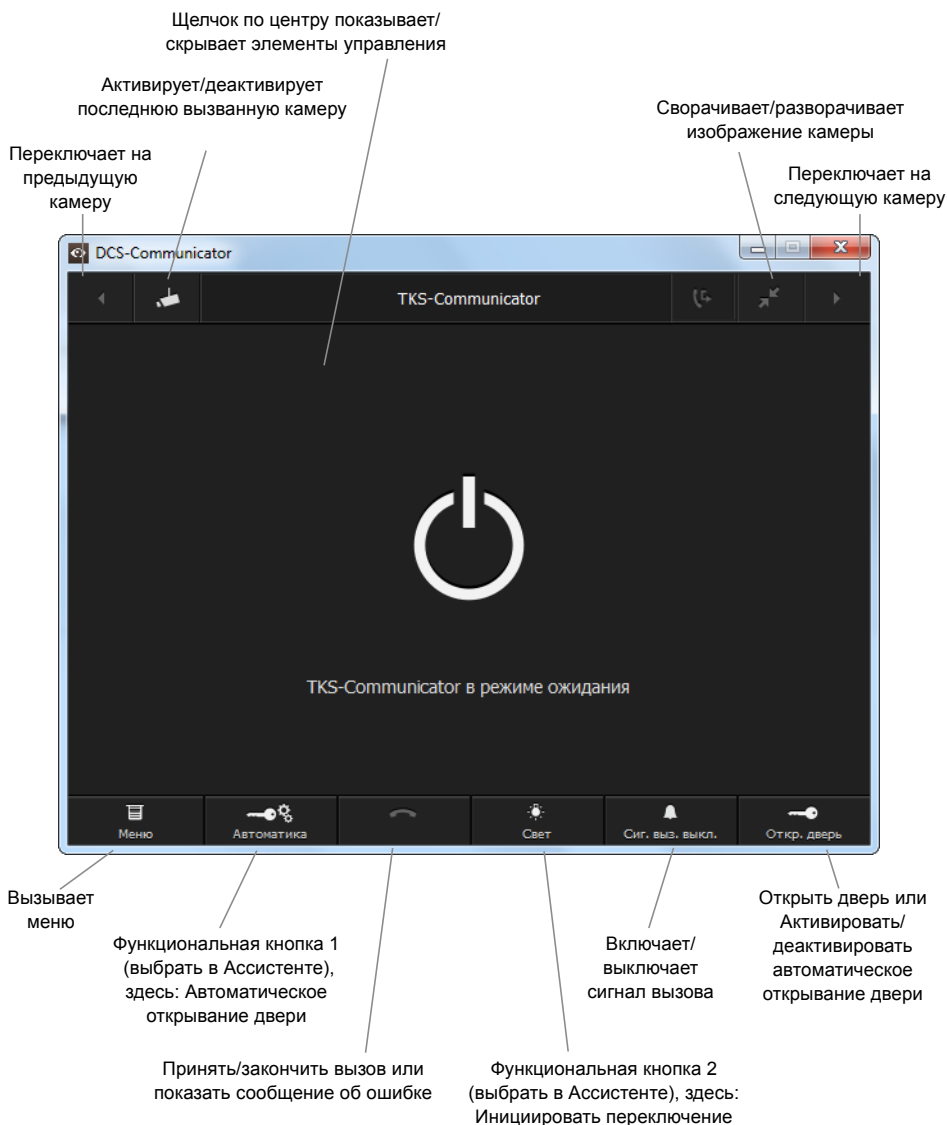 Щелчок по центру показывает/
скрывает элементы управления
Активирует/деактивирует
последнюю вызванную камеру
Сворачивает/разворачивает
изображение камеры
Переключает на
предыдущую
камеру
Переключает на
следующую камеру
DCS-Communicator
TKS-Communicator
TKS-Communicator в режиме ожидания
Меню
Автоматика
Свет
Сиг. выз. выкл.
Откр. дверь
Вызывает
меню
Функциональная кнопка 1
(выбрать в Ассистенте),
здесь: Автоматическое
открывание двери
Включает/
выключает
сигнал вызова
Открыть дверь или
Активировать/
деактивировать
автоматическое
открывание двери
Принять/закончить вызов или
показать сообщение об ошибке
Функциональная кнопка 2
(выбрать в Ассистенте), здесь:
Инициировать переключение